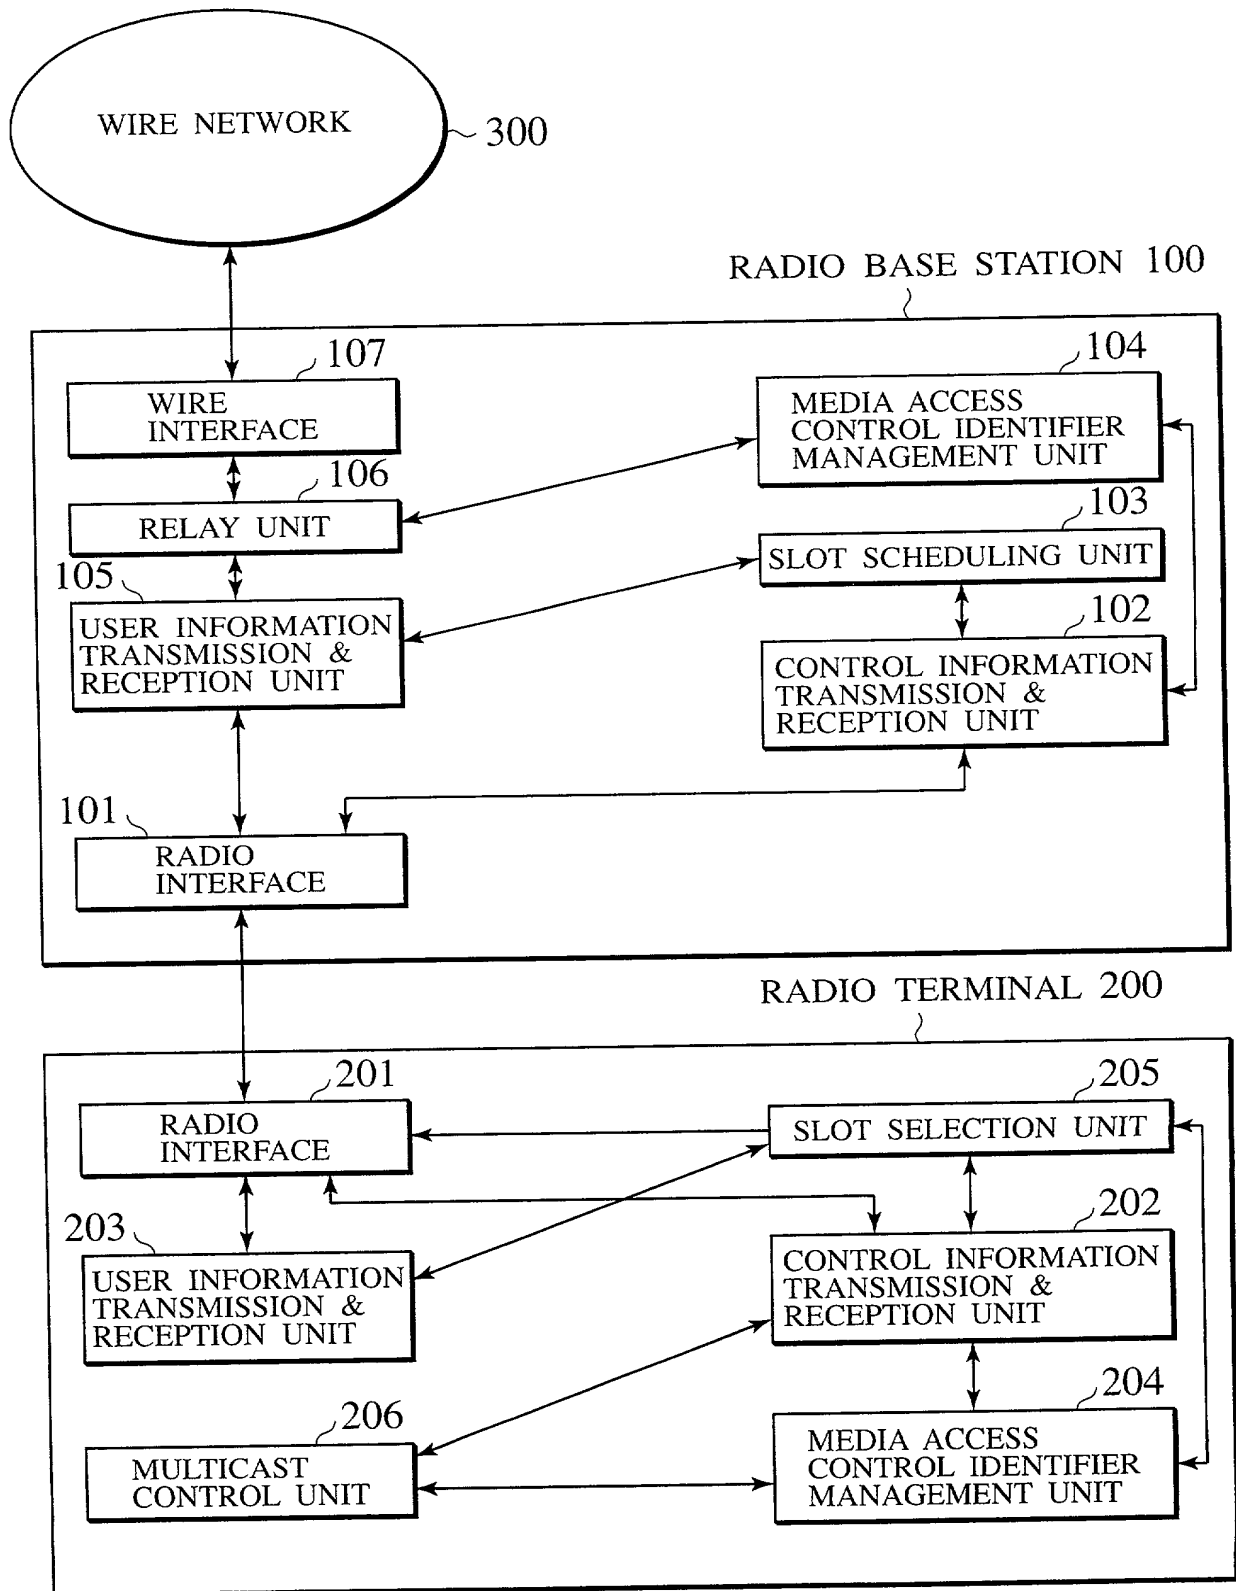 WIRE NETWORK
300
RADIO BASE STATION 100
107
WIRE
INTERFACE
104
MEDIA ACCESS
CONTROL IDENTIFIER
MANAGEMENT UNIT
106
RELAY UNIT
103
SLOT SCHEDULING UNIT
105
USER INFORMATION
TRANSMISSION &
RECEPTION UNIT
102
CONTROL INFORMATION
TRANSMISSION &
RECEPTION UNIT
101
RADIO
INTERFACE
RADIO TERMINAL 200
201
RADIO
INTERFACE
205
SLOT SELECTION UNIT
203
USER INFORMATION
TRANSMISSION &
RECEPTION UNIT
202
CONTROL INFORMATION
TRANSMISSION &
RECEPTION UNIT
206
MULTICAST
CONTROL UNIT
204
MEDIA ACCESS
CONTROL IDENTIFIER
MANAGEMENT UNIT